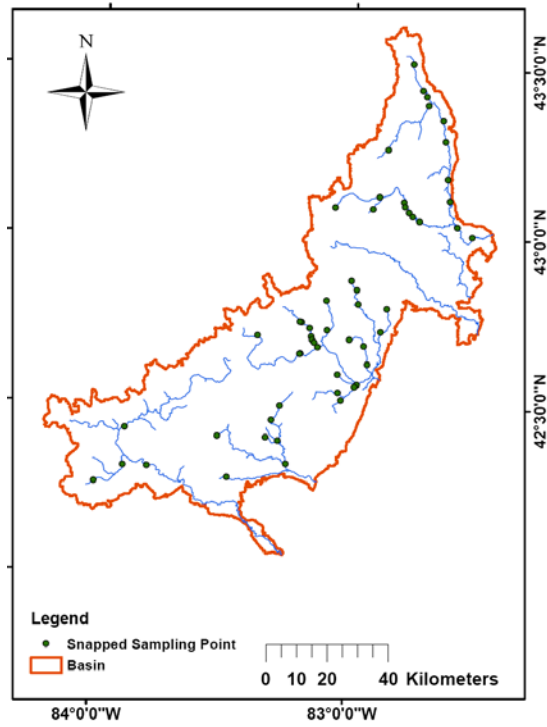 N
43°30'0"N
43°0'0"N
42°30'0"N
Legend
Snapped Sampling Point
Basin
0 10 20 40 Kilometers
84°0'0"W
83°0'0"W